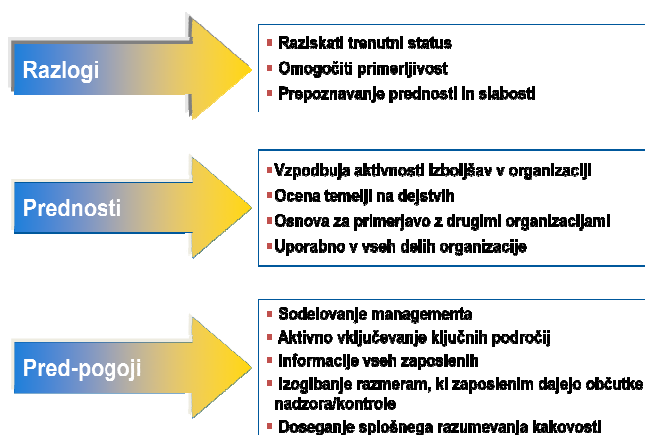 Razlogi
▪ Raziskati trenutni status
▪ Omogočiti primerljivost
▪ Prepoznavanje prednosti in slabosti
Prednosti
▪ Vzpodbuja aktivnosti izboljšav v organizaciji
▪ Ocena temelji na dejstvih
▪ Osnova za primerjavo z drugimi organizacijami
▪ Uporabno v vseh delih organizacije
Pred-pogoji
▪ Sodelovanje managementa
▪ Aktivno vključevanje ključnih področij
▪ Informacije vseh zaposlenih
▪ Izogibanje razmeram, ki zaposlenim dajejo občutke
nadzora/kontrole
▪ Doseganje splošnega razumevanja kakovosti